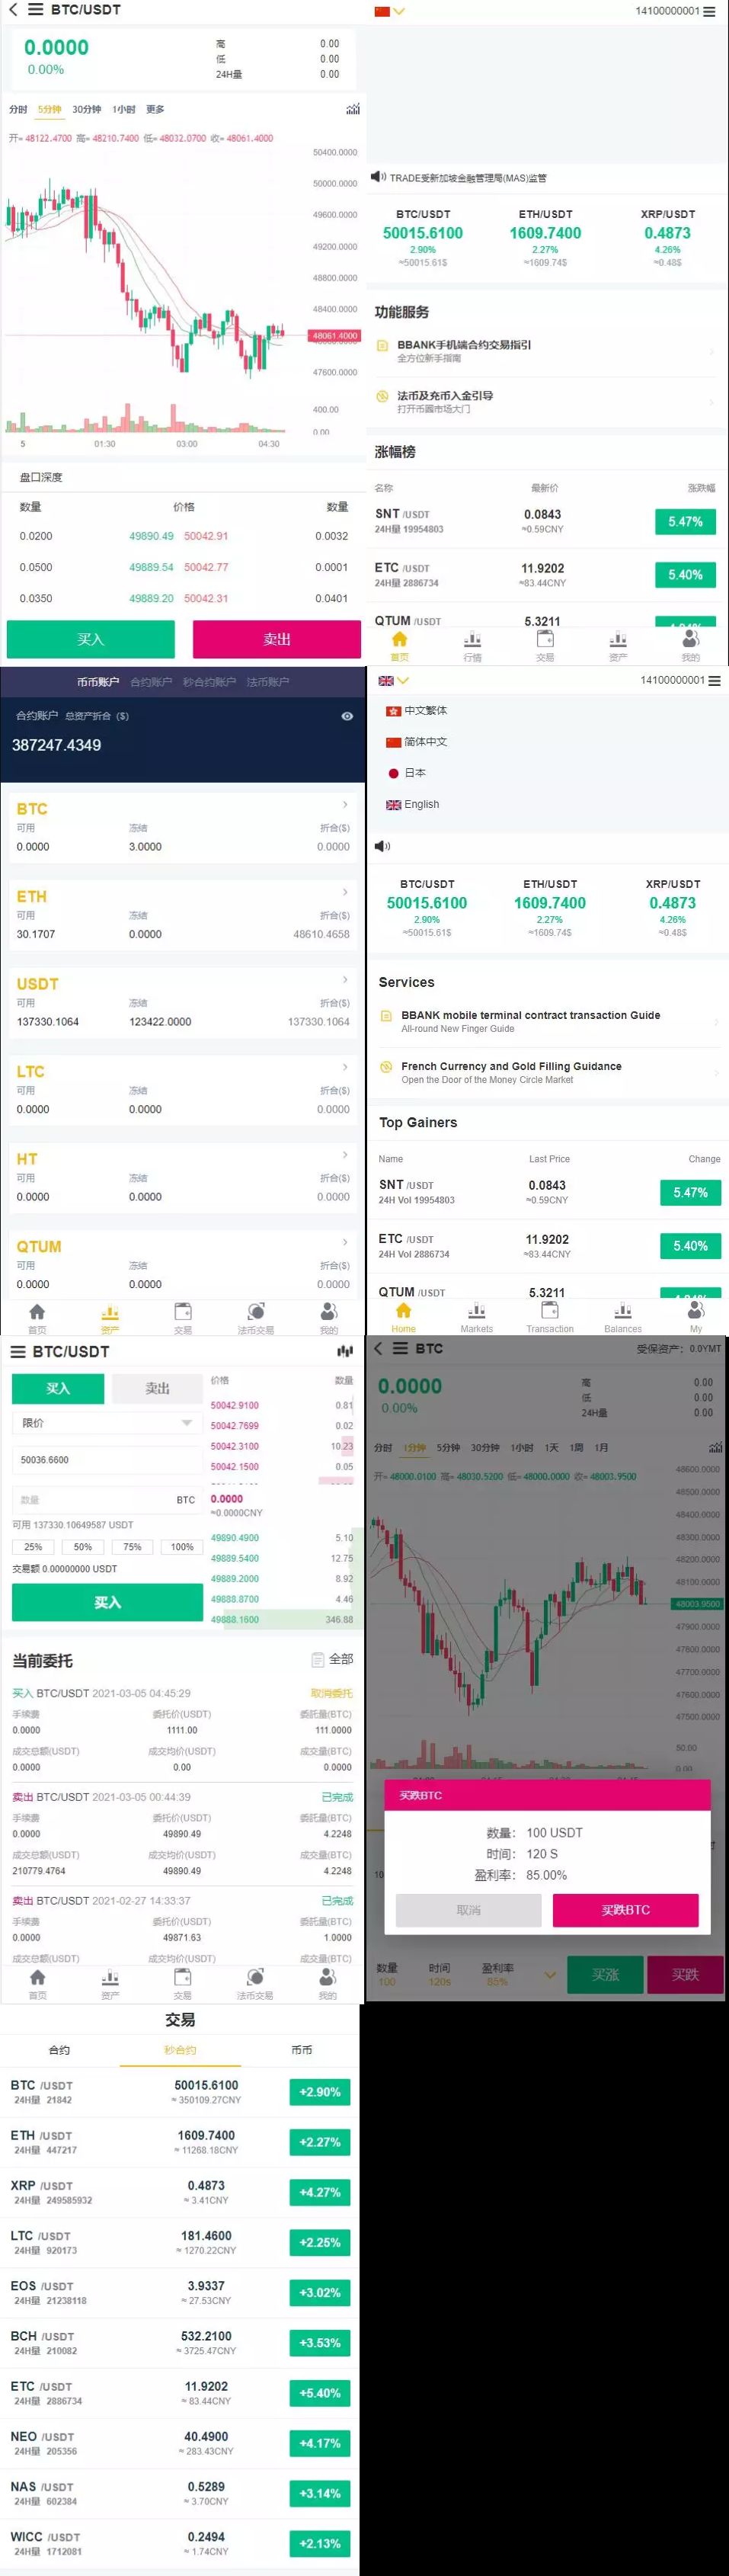 BTC/USDT
0.0000
0.00%
高 0.00
低 0.00
24H量 0.00
分时 5分钟 30分钟 1小时 更多
开= 48122.4700 高= 48210.7400 低= 48032.0700 收= 48061.4000
50400.0000
50000.0000
49600.0000
49200.0000
48800.0000
48400.0000
48061.4000
47600.0000
400.00
0.00
5 01:30 03:00 04:30
盘口深度
数量 价格 数量
0.0200 49890.49 50042.91 0.0032
0.0500 49889.54 50042.77 0.0001
0.0350 49889.20 50042.31 0.0401
买入 卖出
14100000001
TRADE受新加坡金融管理局(MAS)监管
BTC/USDT ETH/USDT XRP/USDT
50015.6100 1609.7400 0.4873
2.90% 2.27% 4.26%
≈50015.61$ ≈1609.74$ ≈0.48$
功能服务
BBANK手机端合约交易指引
全方位新手指南
法币及充币入金引导
打开币圆市场大门
涨幅榜
名称 最新价 涨跌幅
SNT /USDT 0.0843 5.47%
24H量 19954803 ≈0.59CNY
ETC /USDT 11.9202 5.40%
24H量 2886734 ≈83.44CNY
QTUM /USDT 5.3211
首页 行情 交易 资产 我的
币币账户 合约账户 秒合约账户 法币账户
合约账户 总资产折合 ($)
387247.4349
BTC
可用 冻结 折合($)
0.0000 3.0000 0.0000
ETH
可用 冻结 折合($)
30.1707 0.0000 48610.4658
USDT
可用 冻结 折合($)
137330.1064 123422.0000 137330.1064
LTC
可用 冻结 折合($)
0.0000 0.0000 0.0000
HT
可用 冻结 折合($)
0.0000 0.0000 0.0000
QTUM
可用 冻结 折合($)
0.0000 0.0000 0.0000
首页 资产 交易 法币交易 我的
14100000001
中文繁体
简体中文
日本
English
BTC/USDT ETH/USDT XRP/USDT
50015.6100 1609.7400 0.4873
2.90% 2.27% 4.26%
≈50015.61$ ≈1609.74$ ≈0.48$
Services
BBANK mobile terminal contract transaction Guide
All-round New Finger Guide
French Currency and Gold Filling Guidance
Open the Door of the Money Circle Market
Top Gainers
Name Last Price Change
SNT /USDT 0.0843 5.47%
24H Vol 19954803 ≈0.59CNY
ETC /USDT 11.9202 5.40%
24H Vol 2886734 ≈83.44CNY
QTUM /USDT 5.3211
Home Markets Transaction Balances My
BTC/USDT
买入 卖出
限价
50036.6600
数量 BTC
可用 137330.10649587 USDT
25% 50% 75% 100%
交易额 0.00000000 USDT
买入
价格 数量
50042.9100 0.81
50042.7699 0.02
50042.3100 10.23
50042.1500 0.05
0.0000
≈0.0000CNY
49890.4900 5.10
49889.5400 12.75
49889.2000 8.92
49888.8700 4.46
49888.1600 346.88
当前委托 全部
买入 BTC/USDT 2021-03-05 04:45:29 取消委托
手续费 委托价(USDT) 委托量(BTC)
0.0000 1111.00 111.0000
成交总额(USDT) 成交均价(USDT) 成交量(BTC)
0.0000 0.00 0.0000
卖出 BTC/USDT 2021-03-05 00:44:39 已完成
手续费 委托价(USDT) 委托量(BTC)
0.0000 49890.49 4.2248
成交总额(USDT) 成交均价(USDT) 成交量(BTC)
210779.4764 49890.49 4.2248
卖出 BTC/USDT 2021-02-27 14:33:37 已完成
手续费 委托价(USDT) 委托量(BTC)
0.0000 49871.63 1.0000
成交总额(USDT) 成交均价(USDT) 成交量(BTC)
首页 资产 交易 法币交易 我的
BTC 受保资产: 0.0YMT
0.0000
0.00%
高 0.00
低 0.00
24H量 0.00
分时 1分钟 5分钟 30分钟 1小时 1天 1周 1月
开= 48000.0100 高= 48030.5200 低= 48000.0000 收= 48003.9500
48600.0000
48500.0000
48400.0000
48300.0000
48200.0000
48100.0000
48003.9500
47900.0000
47800.0000
47700.0000
47600.0000
47500.0000
50.00
0.00
买跌BTC
数量: 100 USDT
时间: 120 S
盈利率: 85.00%
取消 买跌BTC
数量 时间 盈利率
100 120s 85%
买涨 买跌
交易
合约 秒合约 币币
BTC /USDT 50015.6100 +2.90%
24H量 21842 ≈ 350109.27CNY
ETH /USDT 1609.7400 +2.27%
24H量 447217 ≈ 11268.18CNY
XRP /USDT 0.4873 +4.27%
24H量 249585932 ≈ 3.41CNY
LTC /USDT 181.4600 +2.25%
24H量 920173 ≈ 1270.22CNY
EOS /USDT 3.9337 +3.02%
24H量 21238118 ≈ 27.53CNY
BCH /USDT 532.2100 +3.53%
24H量 210082 ≈ 3725.47CNY
ETC /USDT 11.9202 +5.40%
24H量 2886734 ≈ 83.44CNY
NEO /USDT 40.4900 +4.17%
24H量 205356 ≈ 283.43CNY
NAS /USDT 0.5289 +3.14%
24H量 602384 ≈ 3.70CNY
WICC /USDT 0.2494 +2.13%
24H量 1712081 ≈ 1.74CNY